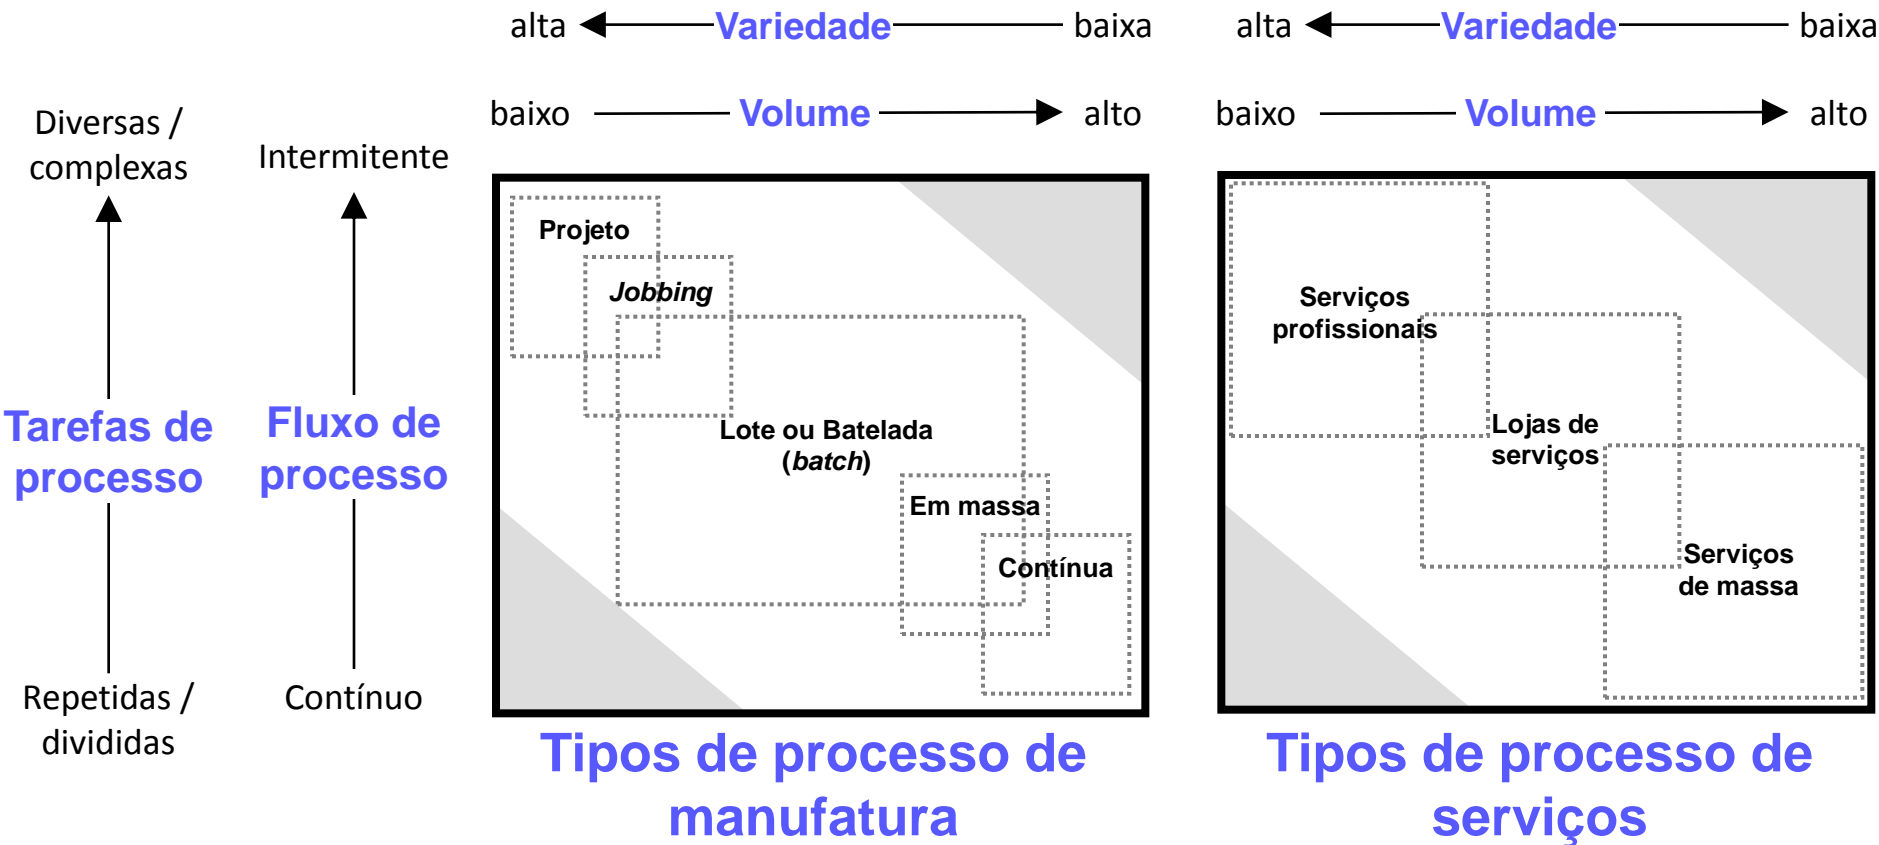 alta Variedade baixa
alta Variedade baixa
baixo Volume alto
baixo Volume alto
Diversas /
complexas
Intermitente
Tarefas de
processo
Fluxo de
processo
Repetidas /
divididas
Contínuo
Projeto
Jobbing
Lote ou Batelada
(batch)
Em massa
Contínua
Tipos de processo de
manufatura
Serviços
profissionais
Lojas de
serviços
Serviços
de massa
Tipos de processo de
serviços